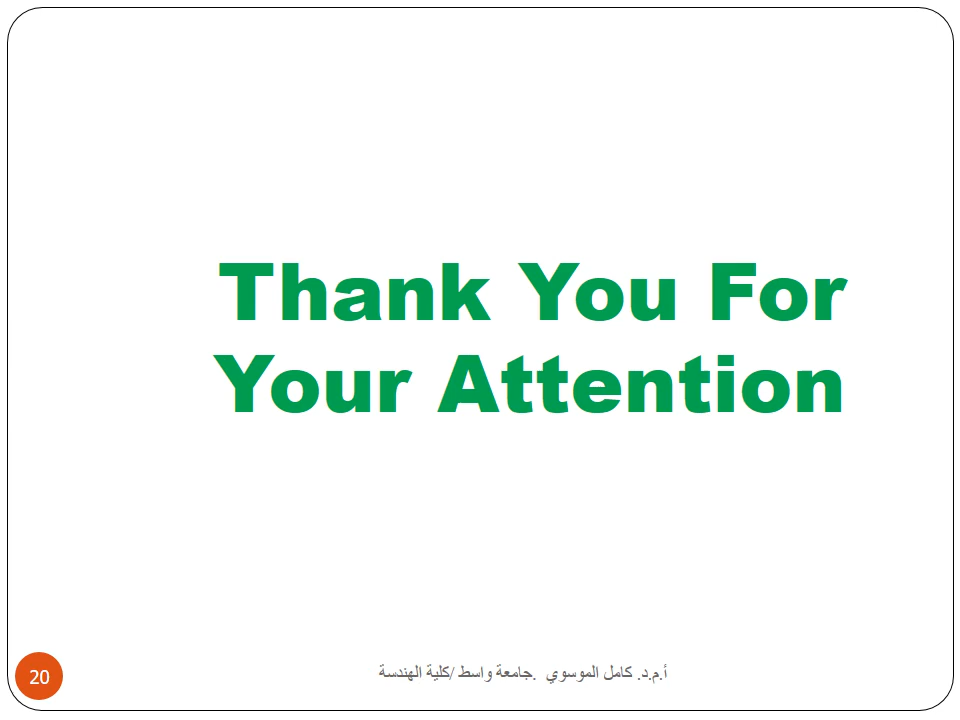 Thank You For
Your Attention
أ.م.د. كامل الموسوي .جامعة واسط /كلية الهندسة
20